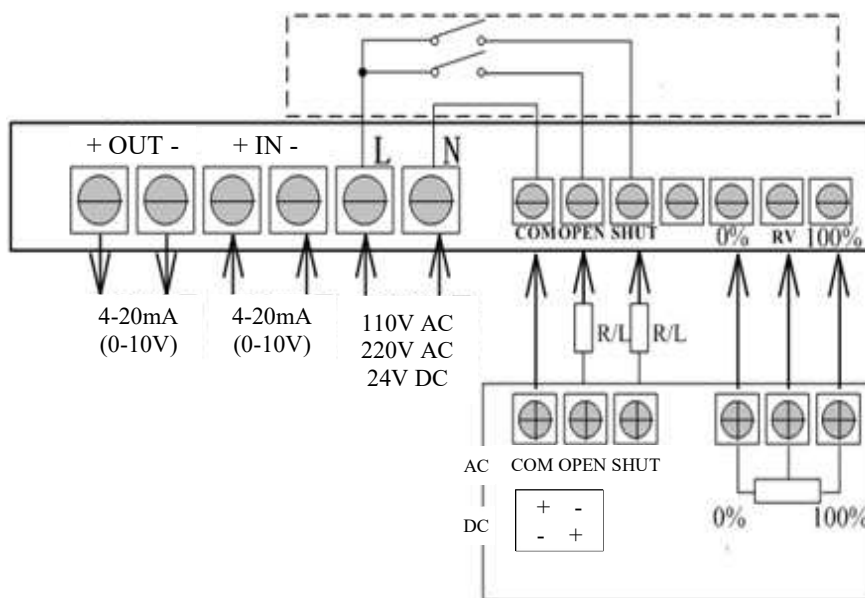 + OUT -
+ IN -
L
N
COM OPEN SHUT
0%
RV
100%
4-20mA
(0-10V)
4-20mA
(0-10V)
110V AC
220V AC
24V DC
R/L
R/L
AC
COM OPEN SHUT
DC
+ -
- +
0%
100%